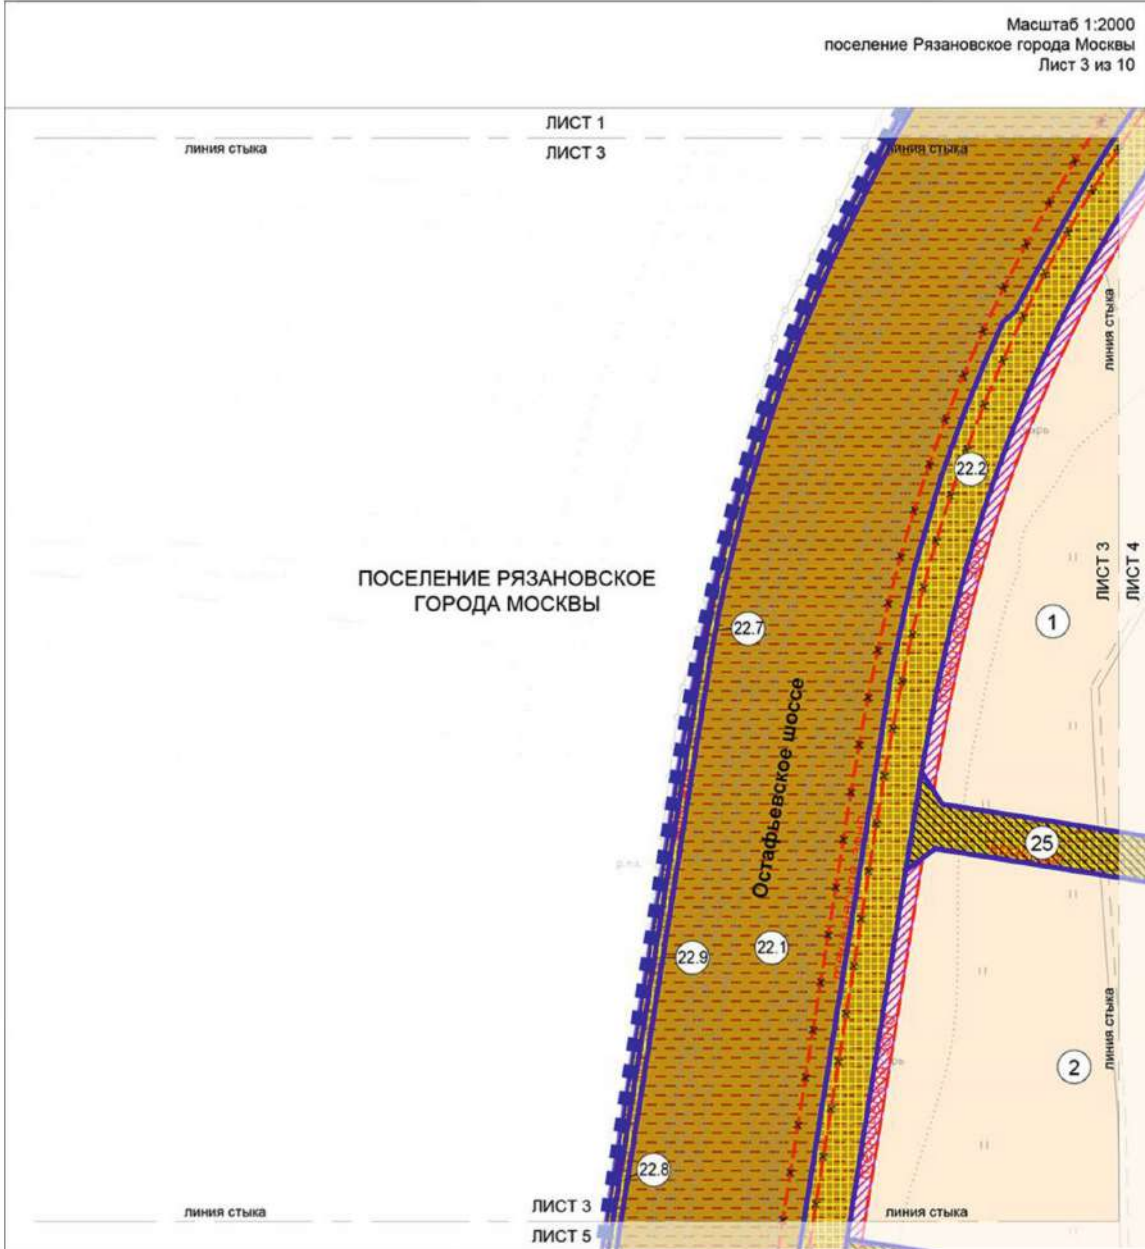 Масштаб 1:2000
поселение Рязановское города Москвы
Лист 3 из 10
ЛИСТ 1
линия стыка
линия стыка
ЛИСТ 3
линия стыка
22.2
ЛИСТ 3
ЛИСТ 4
ПОСЕЛЕНИЕ РЯЗАНОВСКОЕ
ГОРОДА МОСКВЫ
22.7
1
Остафьевское шоссе
25
р.пх.
22.9
22.1
линия стыка
2
22.8
ЛИСТ 3
линия стыка
линия стыка
ЛИСТ 5